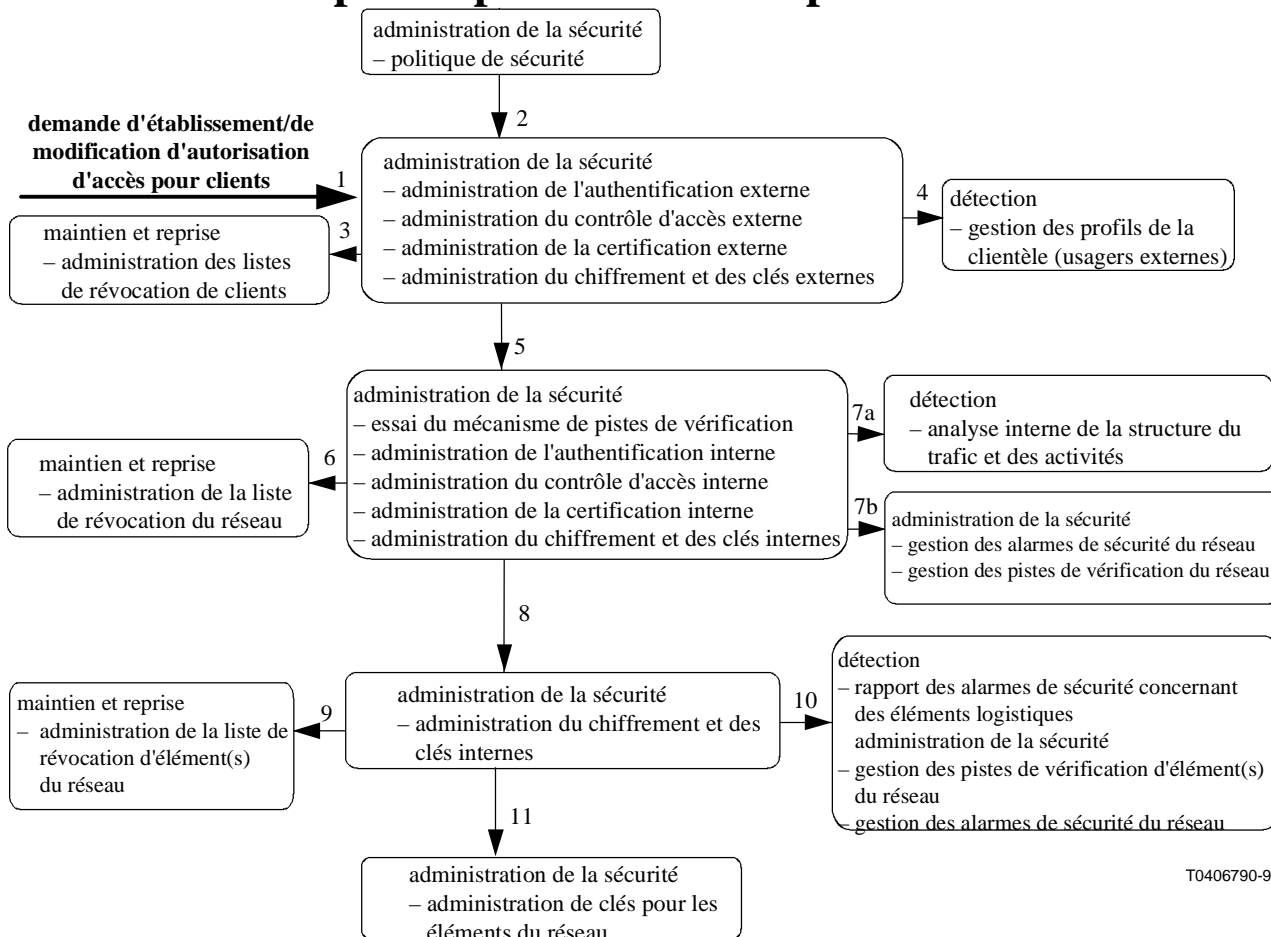 administration de la sécurité
– politique de sécurité
2
demande d'établissement/de
modification d'autorisation
d'accès pour clients
1
administration de la sécurité
– administration de l'authentification externe
– administration du contrôle d'accès externe
– administration de la certification externe
– administration du chiffrement et des clés externes
4
détection
– gestion des profils de la
clientèle (usagers externes)
3
maintien et reprise
– administration des listes
de révocation de clients
5
administration de la sécurité
– essai du mécanisme de pistes de vérification
– administration de l'authentification interne
– administration du contrôle d'accès interne
– administration de la certification interne
– administration du chiffrement et des clés internes
7a
détection
– analyse interne de la structure du
trafic et des activités
6
maintien et reprise
– administration de la liste
de révocation du réseau
7b
administration de la sécurité
– gestion des alarmes de sécurité du réseau
– gestion des pistes de vérification du réseau
8
administration de la sécurité
– administration du chiffrement et des
clés internes
9
maintien et reprise
– administration de la liste de
révocation d'élément(s)
du réseau
10
détection
– rapport des alarmes de sécurité concernant
des éléments logistiques
administration de la sécurité
– gestion des pistes de vérification d'élément(s)
du réseau
– gestion des alarmes de sécurité du réseau
11
administration de la sécurité
– administration de clés pour les
éléments du réseau
T0406790-9